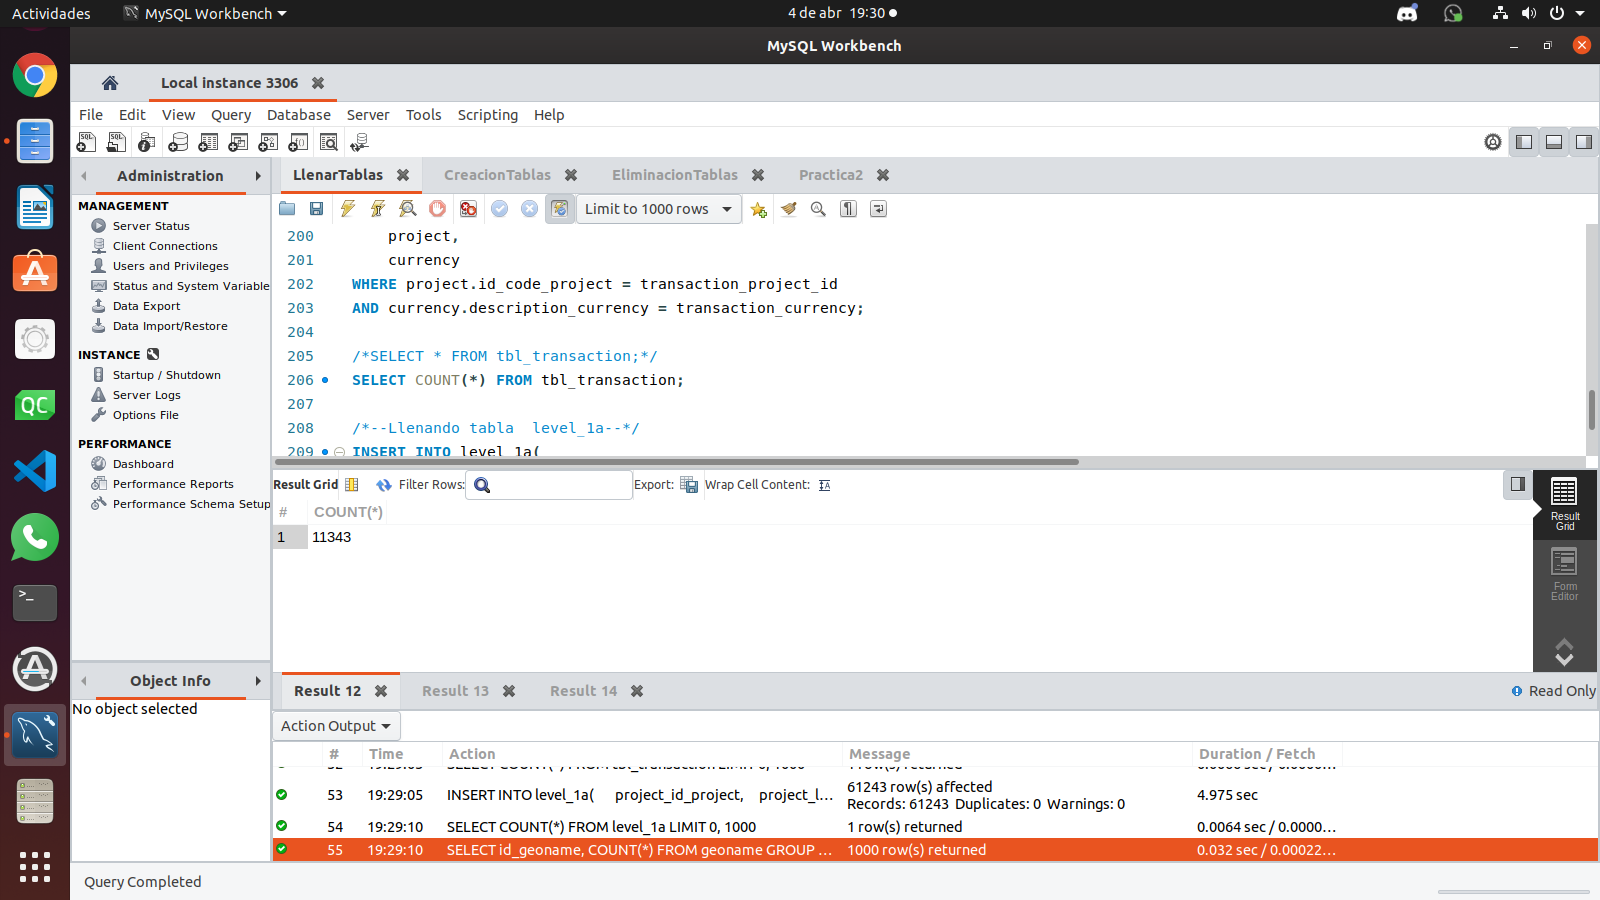 Actividades MySQL Workbench 4 de abr 19:30
MySQL Workbench
Local instance 3306
File Edit View Query Database Server Tools Scripting Help
Administration
LlenarTablas CreacionTablas EliminacionTablas Practica2
MANAGEMENT
Server Status
Client Connections
Users and Privileges
Status and System Variable
Data Export
Data Import/Restore
INSTANCE
Startup / Shutdown
Server Logs
Options File
PERFORMANCE
Dashboard
Performance Reports
Performance Schema Setup
Limit to 1000 rows
200 project,
201 currency
202 WHERE project.id_code_project = transaction_project_id
203 AND currency.description_currency = transaction_currency;
204
205 /*SELECT * FROM tbl_transaction;*/
206 SELECT COUNT(*) FROM tbl_transaction;
207
208 /*--Llenando tabla  level_1a--*/
209 INSERT INTO level_1a(
Result Grid Filter Rows: Export: Wrap Cell Content:
# COUNT(*)
1 11343
Result
Grid
Form
Editor
Result 12 Result 13 Result 14 Read Only
Object Info
No object selected
Action Output
# Time Action Message Duration / Fetch
53 19:29:05 INSERT INTO level_1a( project_id_project, project_l... 61243 row(s) affected
Records: 61243 Duplicates: 0 Warnings: 0 4.975 sec
54 19:29:10 SELECT COUNT(*) FROM level_1a LIMIT 0, 1000 1 row(s) returned 0.0064 sec / 0.0000...
55 19:29:10 SELECT id_geoname, COUNT(*) FROM geoname GROUP ... 1000 row(s) returned 0.032 sec / 0.00022...
Query Completed